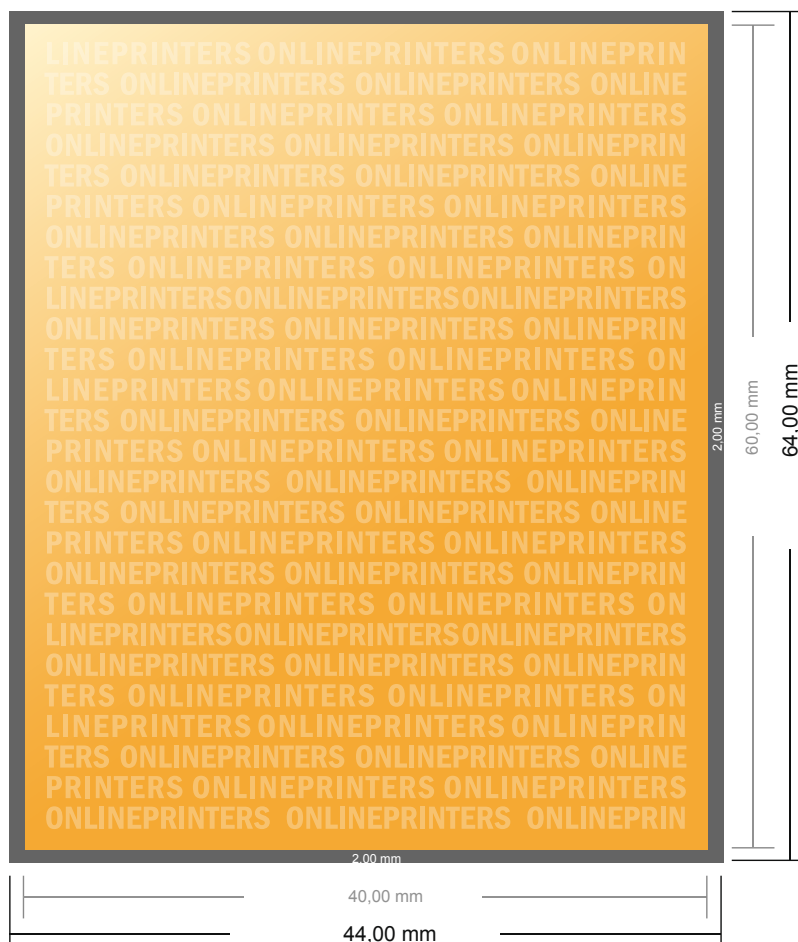 LINEPRINTERS ONLINEPRINTERS ONLINEPRIN
TERS ONLINEPRINTERS ONLINEPRINTERS ONLINE
PRINTERS ONLINEPRINTERS ONLINEPRINTERS
ONLINEPRINTERS ONLINEPRINTERS ONLINEPRIN
TERS ONLINEPRINTERS ONLINEPRINTERS ONLINE
PRINTERS ONLINEPRINTERS ONLINEPRINTERS
ONLINEPRINTERS ONLINEPRINTERS ONLINEPRIN
TERS ONLINEPRINTERS ONLINEPRINTERS ON
LINEPRINTERSONLINEPRINTERSONLINEPRINTERS
ONLINEPRINTERS ONLINEPRINTERS ONLINEPRIN
TERS ONLINEPRINTERS ONLINEPRINTERS ON
LINEPRINTERS ONLINEPRINTERS ONLINEPRIN
TERS ONLINEPRINTERS ONLINEPRINTERS ONLINE
PRINTERS ONLINEPRINTERS ONLINEPRINTERS
ONLINEPRINTERS ONLINEPRINTERS ONLINEPRIN
TERS ONLINEPRINTERS ONLINEPRINTERS ONLINE
PRINTERS ONLINEPRINTERS ONLINEPRINTERS
ONLINEPRINTERS ONLINEPRINTERS ONLINEPRIN
TERS ONLINEPRINTERS ONLINEPRINTERS ON
LINEPRINTERSONLINEPRINTERSONLINEPRINTERS
ONLINEPRINTERS ONLINEPRINTERS ONLINEPRIN
TERS ONLINEPRINTERS ONLINEPRINTERS ON
LINEPRINTERS ONLINEPRINTERS ONLINEPRIN
TERS ONLINEPRINTERS ONLINEPRINTERS ONLINE
PRINTERS ONLINEPRINTERS ONLINEPRINTERS
ONLINEPRINTERS ONLINEPRINTERS ONLINEPRIN
2,00 mm
60,00 mm
64,00 mm
2,00 mm
40,00 mm
44,00 mm